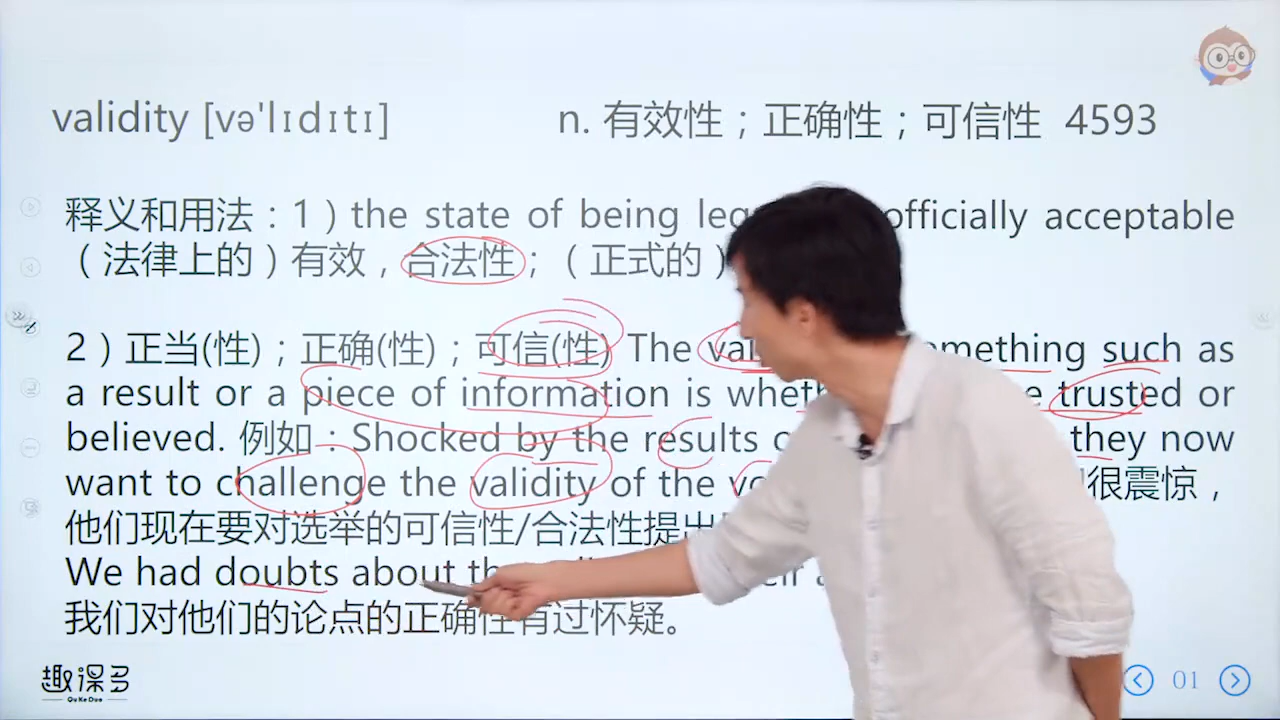 validity [və'lɪdɪtɪ] n. 有效性；正确性；可信性 4593
释义和用法：1）the state of being officially acceptable
（法律上的）有效，合法性；（正式的）
2）正当(性)；正确(性)；可信(性) The such as
a result or a piece of information is trusted or
believed. 例如：Shocked by the results they now
want to challenge the validity of the 很震惊，
他们现在要对选举的可信性/合法性提出
We had doubts about
我们对他们的论点的正确性有过怀疑。
趣课多
QuKeDuo
01